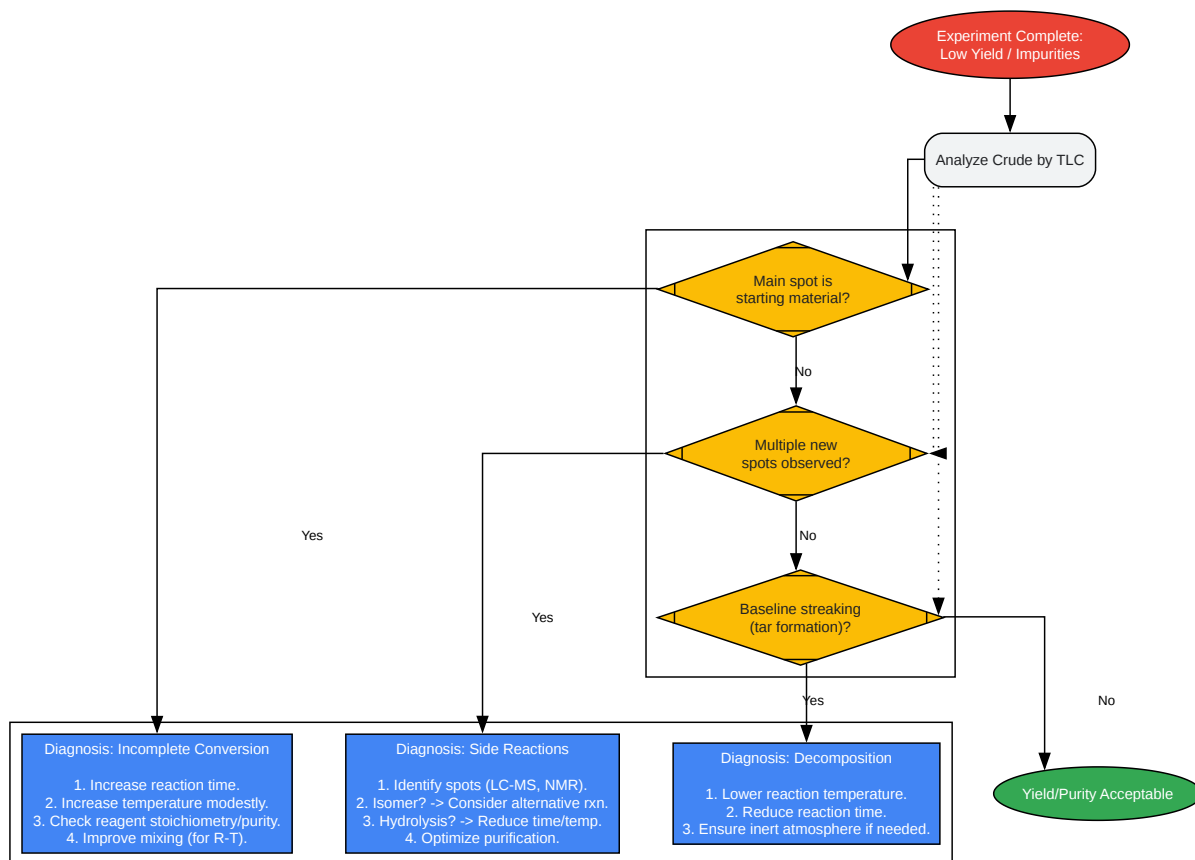 Experiment Complete:
Low Yield / Impurities
Analyze Crude by TLC
Main spot is
starting material?
No
Multiple new
spots observed?
Yes
No
Baseline streaking
(tar formation)?
Yes
Yes
No
Diagnosis: Incomplete Conversion
1. Increase reaction time.
2. Increase temperature modestly.
3. Check reagent stoichiometry/purity.
4. Improve mixing (for R-T).
Diagnosis: Side Reactions
1. Identify spots (LC-MS, NMR).
2. Isomer? -> Consider alternative rxn.
3. Hydrolysis? -> Reduce time/temp.
4. Optimize purification.
Diagnosis: Decomposition
1. Lower reaction temperature.
2. Reduce reaction time.
3. Ensure inert atmosphere if needed.
Yield/Purity Acceptable